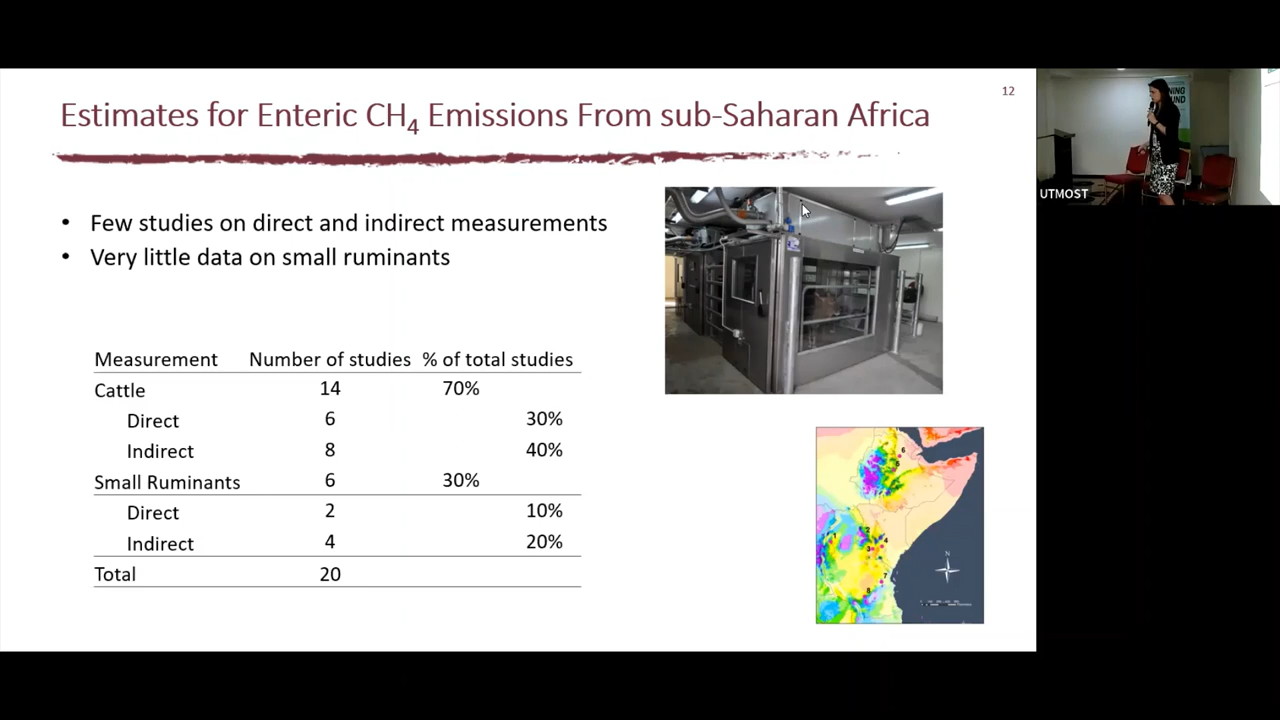 12
Estimates for Enteric CH₄ Emissions From sub-Saharan Africa
• Few studies on direct and indirect measurements
• Very little data on small ruminants
Measurement Number of studies % of total studies
Cattle 14 70%
Direct 6 30%
Indirect 8 40%
Small Ruminants 6 30%
Direct 2 10%
Indirect 4 20%
Total 20
N
UTMOST